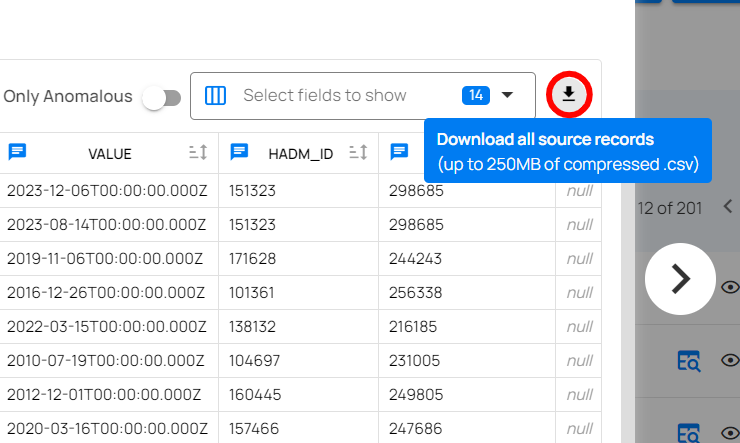 Only Anomalous
Select fields to show
14
Download all source records
(up to 250MB of compressed .csv)
VALUE
HADM_ID
2023-12-06T00:00:00.000Z 151323 298685 null
2023-08-14T00:00:00.000Z 151323 298685 null
2019-11-06T00:00:00.000Z 171628 244243 null
2016-12-26T00:00:00.000Z 101361 256338 null
2022-03-15T00:00:00.000Z 138132 216185 null
2010-07-19T00:00:00.000Z 104697 231005 null
2012-12-01T00:00:00.000Z 160445 249805 null
2020-03-16T00:00:00.000Z 157466 247686 null
12 of 201